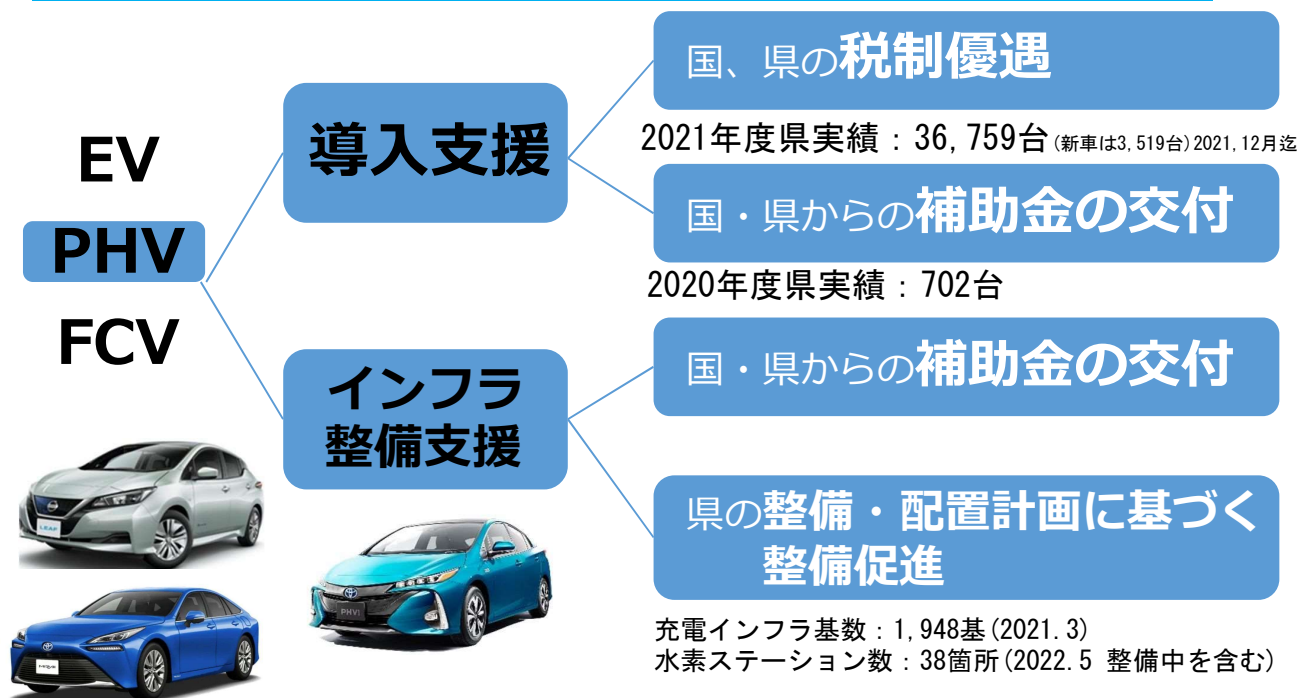 EV
PHV
FCV
導入支援
インフラ
整備支援
国、県の税制優遇
2021年度県実績：36,759台(新車は3,519台)2021,12月迄
国・県からの補助金の交付
2020年度県実績：702台
国・県からの補助金の交付
県の整備・配置計画に基づく
整備促進
充電インフラ基数：1,948基(2021.3)
水素ステーション数：38箇所(2022.5 整備中を含む)
LEAF
PHV
MIRAI